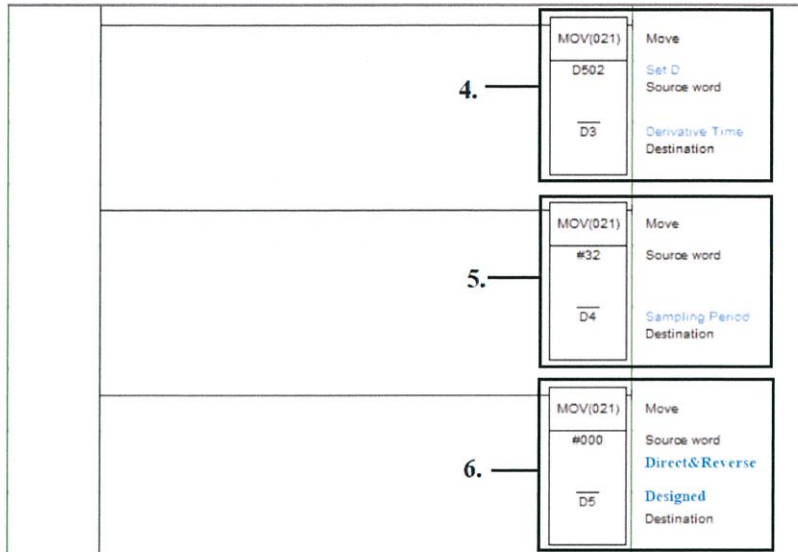 4.
MOV(021) Move
D502 Set D
Source word
D3 Derivative Time
Destination
5.
MOV(021) Move
#32 Source word
D4 Sampling Period
Destination
6.
MOV(021) Move
#000 Source word
Direct&Reverse
D5 Designed
Destination